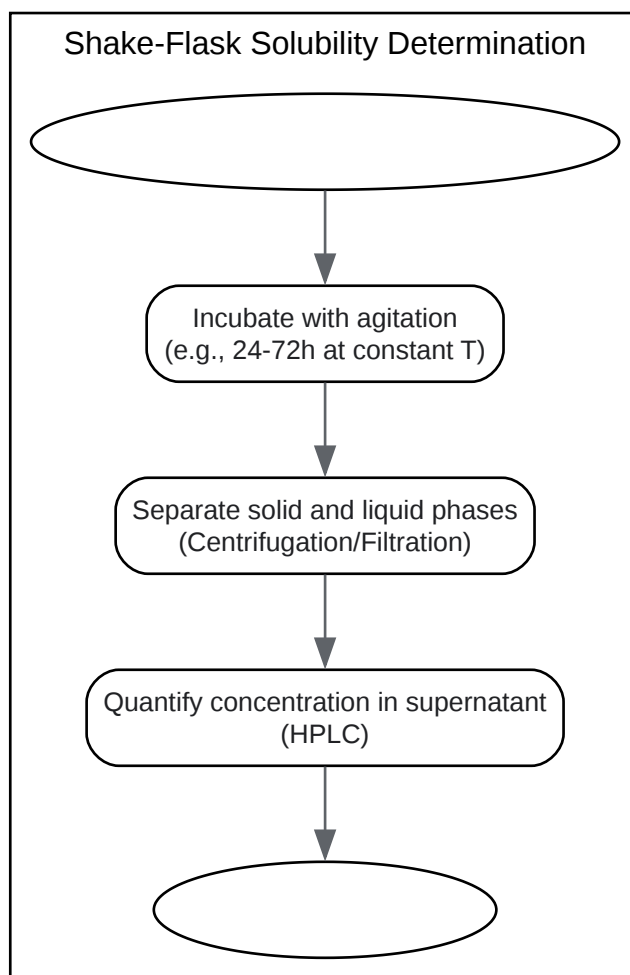 Shake-Flask Solubility Determination
Incubate with agitation
(e.g., 24-72h at constant T)
Separate solid and liquid phases
(Centrifugation/Filtration)
Quantify concentration in supernatant
(HPLC)